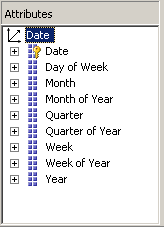 Attributes
Date
Date
Day of Week
Month
Month of Year
Quarter
Quarter of Year
Week
Week of Year
Year